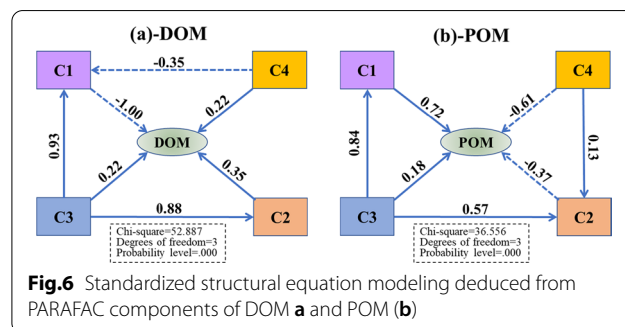 (a)-DOM
(b)-POM
C1
-0.35
C4
C1
C4
-1.00
0.22
0.72
-0.61
0.93
DOM
0.84
POM
0.13
0.22
0.35
0.18
-0.37
C3
0.88
C2
C3
0.57
C2
Chi-square=52.887
Degrees of freedom=3
Probability level=.000
Chi-square=36.556
Degrees of freedom=3
Probability level=.000
Fig.6 Standardized structural equation modeling deduced from
PARAFAC components of DOM a and POM (b)